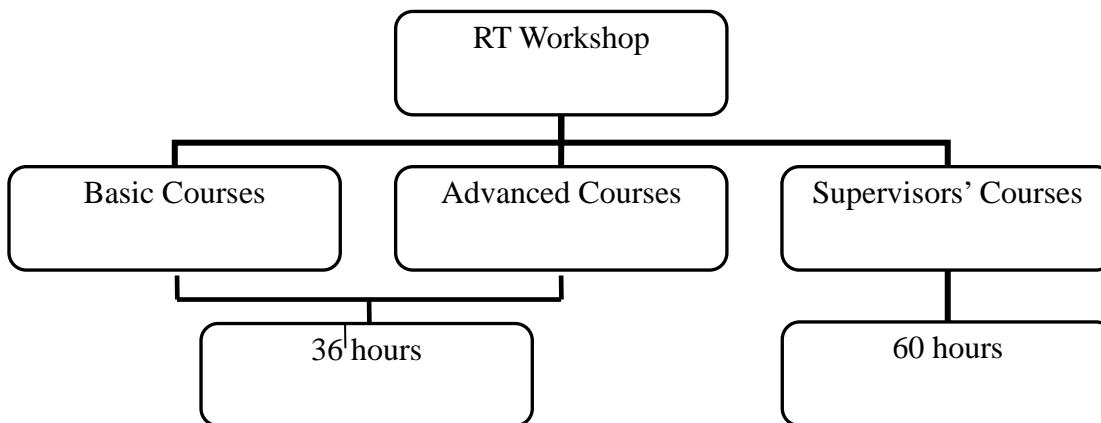 RT Workshop
Basic Courses
Advanced Courses
Supervisors’ Courses
36 hours
60 hours